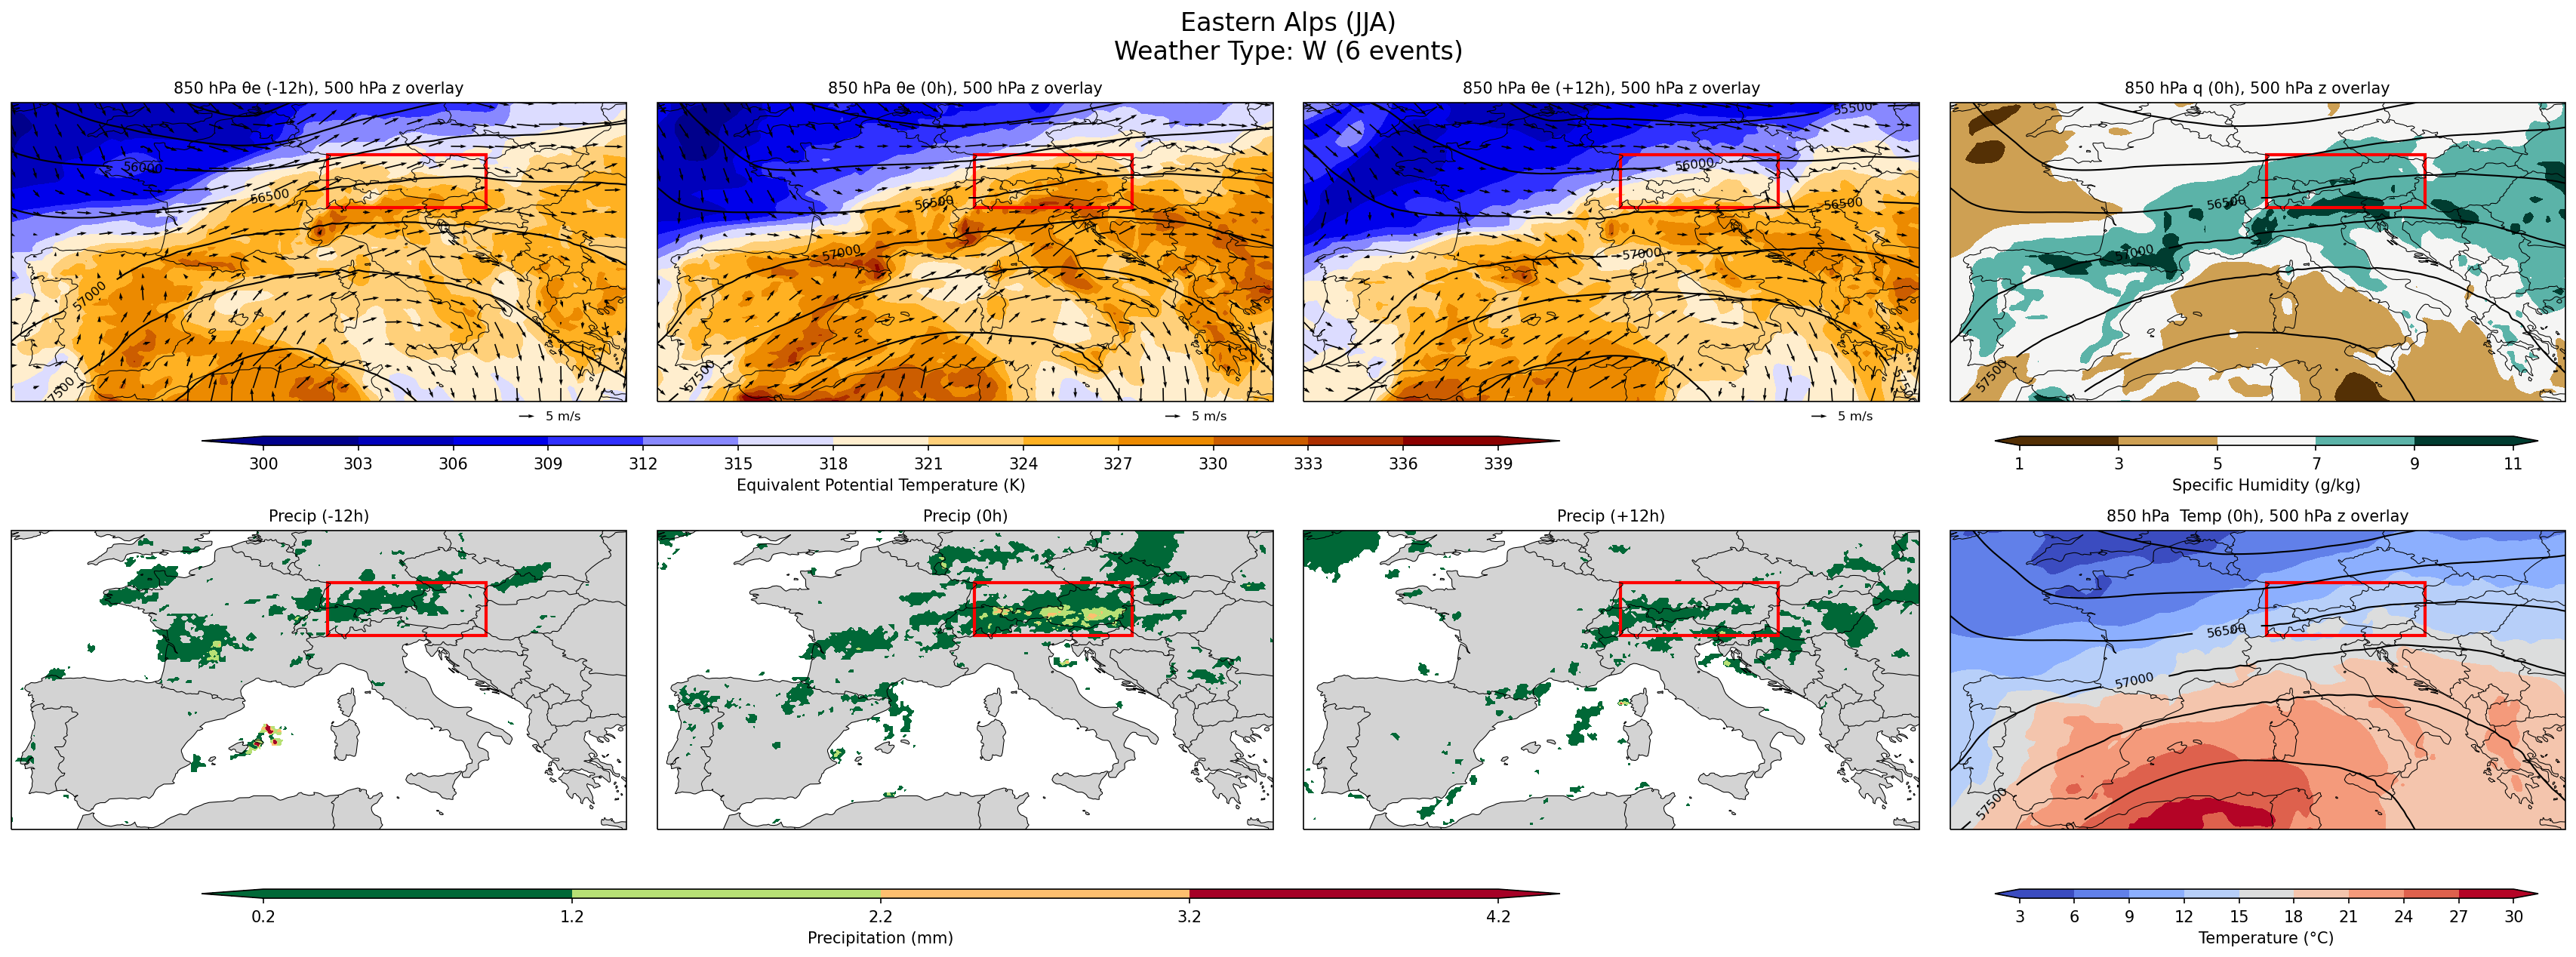 Eastern Alps (JJA)
Weather Type: W (6 events)
850 hPa θe (-12h), 500 hPa z overlay
850 hPa θe (0h), 500 hPa z overlay
850 hPa θe (+12h), 500 hPa z overlay
850 hPa q (0h), 500 hPa z overlay
56000
56500
57000
57500
56500
57000
57500
55500
56000
56500
57000
56500
57000
57500
5 m/s
5 m/s
5 m/s
300 303 306 309 312 315 318 321 324 327 330 333 336 339
Equivalent Potential Temperature (K)
1 3 5 7 9 11
Specific Humidity (g/kg)
Precip (-12h)
Precip (0h)
Precip (+12h)
850 hPa  Temp (0h), 500 hPa z overlay
56500
57000
57500
0.2 1.2 2.2 3.2 4.2
Precipitation (mm)
3 6 9 12 15 18 21 24 27 30
Temperature (°C)